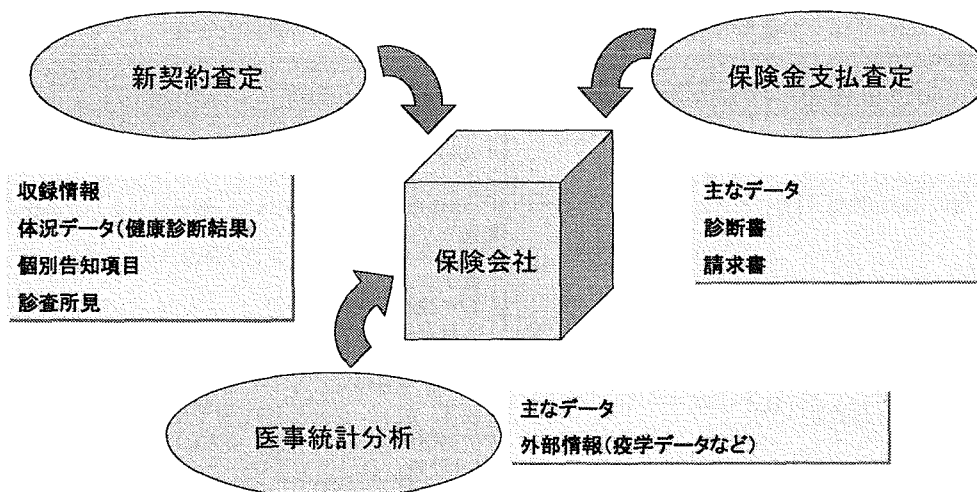 新契約査定
保険金支払査定
収録情報
体況データ(健康診断結果)
個別告知項目
診査所見
保険会社
主なデータ
診断書
請求書
医事統計分析
主なデータ
外部情報(疫学データなど)